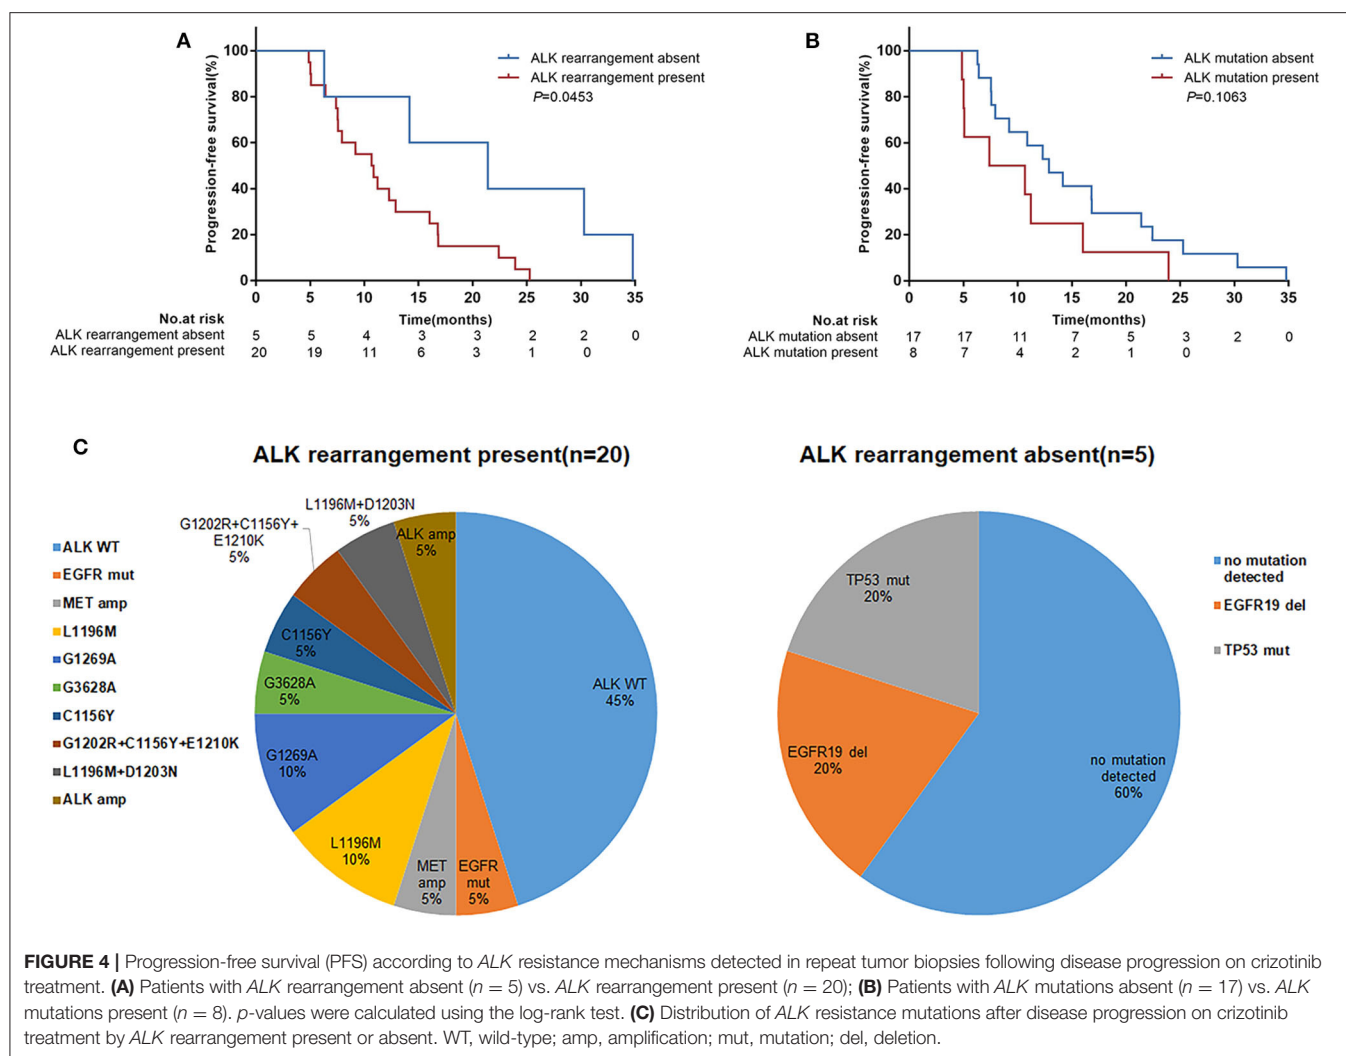 A
Progression-free survival(%)
100
80
60
40
20
0
0 5 10 15 20 25 30 35
ALK rearrangement absent
ALK rearrangement present
P=0.0453
No.at risk Time(months)
ALK rearrangement absent 5 5 4 3 3 2 2 0
ALK rearrangement present 20 19 11 6 3 1 0
B
Progression-free survival(%)
100
80
60
40
20
0
0 5 10 15 20 25 30 35
ALK mutation absent
ALK mutation present
P=0.1063
No.at risk Time(months)
ALK mutation absent 17 17 11 7 5 3 2 0
ALK mutation present 8 7 4 2 1 0
C
ALK rearrangement present(n=20)
ALK WT
EGFR mut
MET amp
L1196M
G1269A
G3628A
C1156Y
G1202R+C1156Y+E1210K
L1196M+D1203N
ALK amp
L1196M+D1203N
5%
G1202R+C1156Y+
E1210K
5%
ALK amp
5%
C1156Y
5%
G3628A
5%
G1269A
10%
L1196M
10%
MET
amp
5%
EGFR
mut
5%
ALK WT
45%
ALK rearrangement absent(n=5)
TP53 mut
20%
EGFR19 del
20%
no mutation
detected
60%
no mutation
detected
EGFR19 del
TP53 mut
FIGURE 4 | Progression-free survival (PFS) according to ALK resistance mechanisms detected in repeat tumor biopsies following disease progression on crizotinib
treatment. (A) Patients with ALK rearrangement absent (n = 5) vs. ALK rearrangement present (n = 20); (B) Patients with ALK mutations absent (n = 17) vs. ALK
mutations present (n = 8). p-values were calculated using the log-rank test. (C) Distribution of ALK resistance mutations after disease progression on crizotinib
treatment by ALK rearrangement present or absent. WT, wild-type; amp, amplification; mut, mutation; del, deletion.